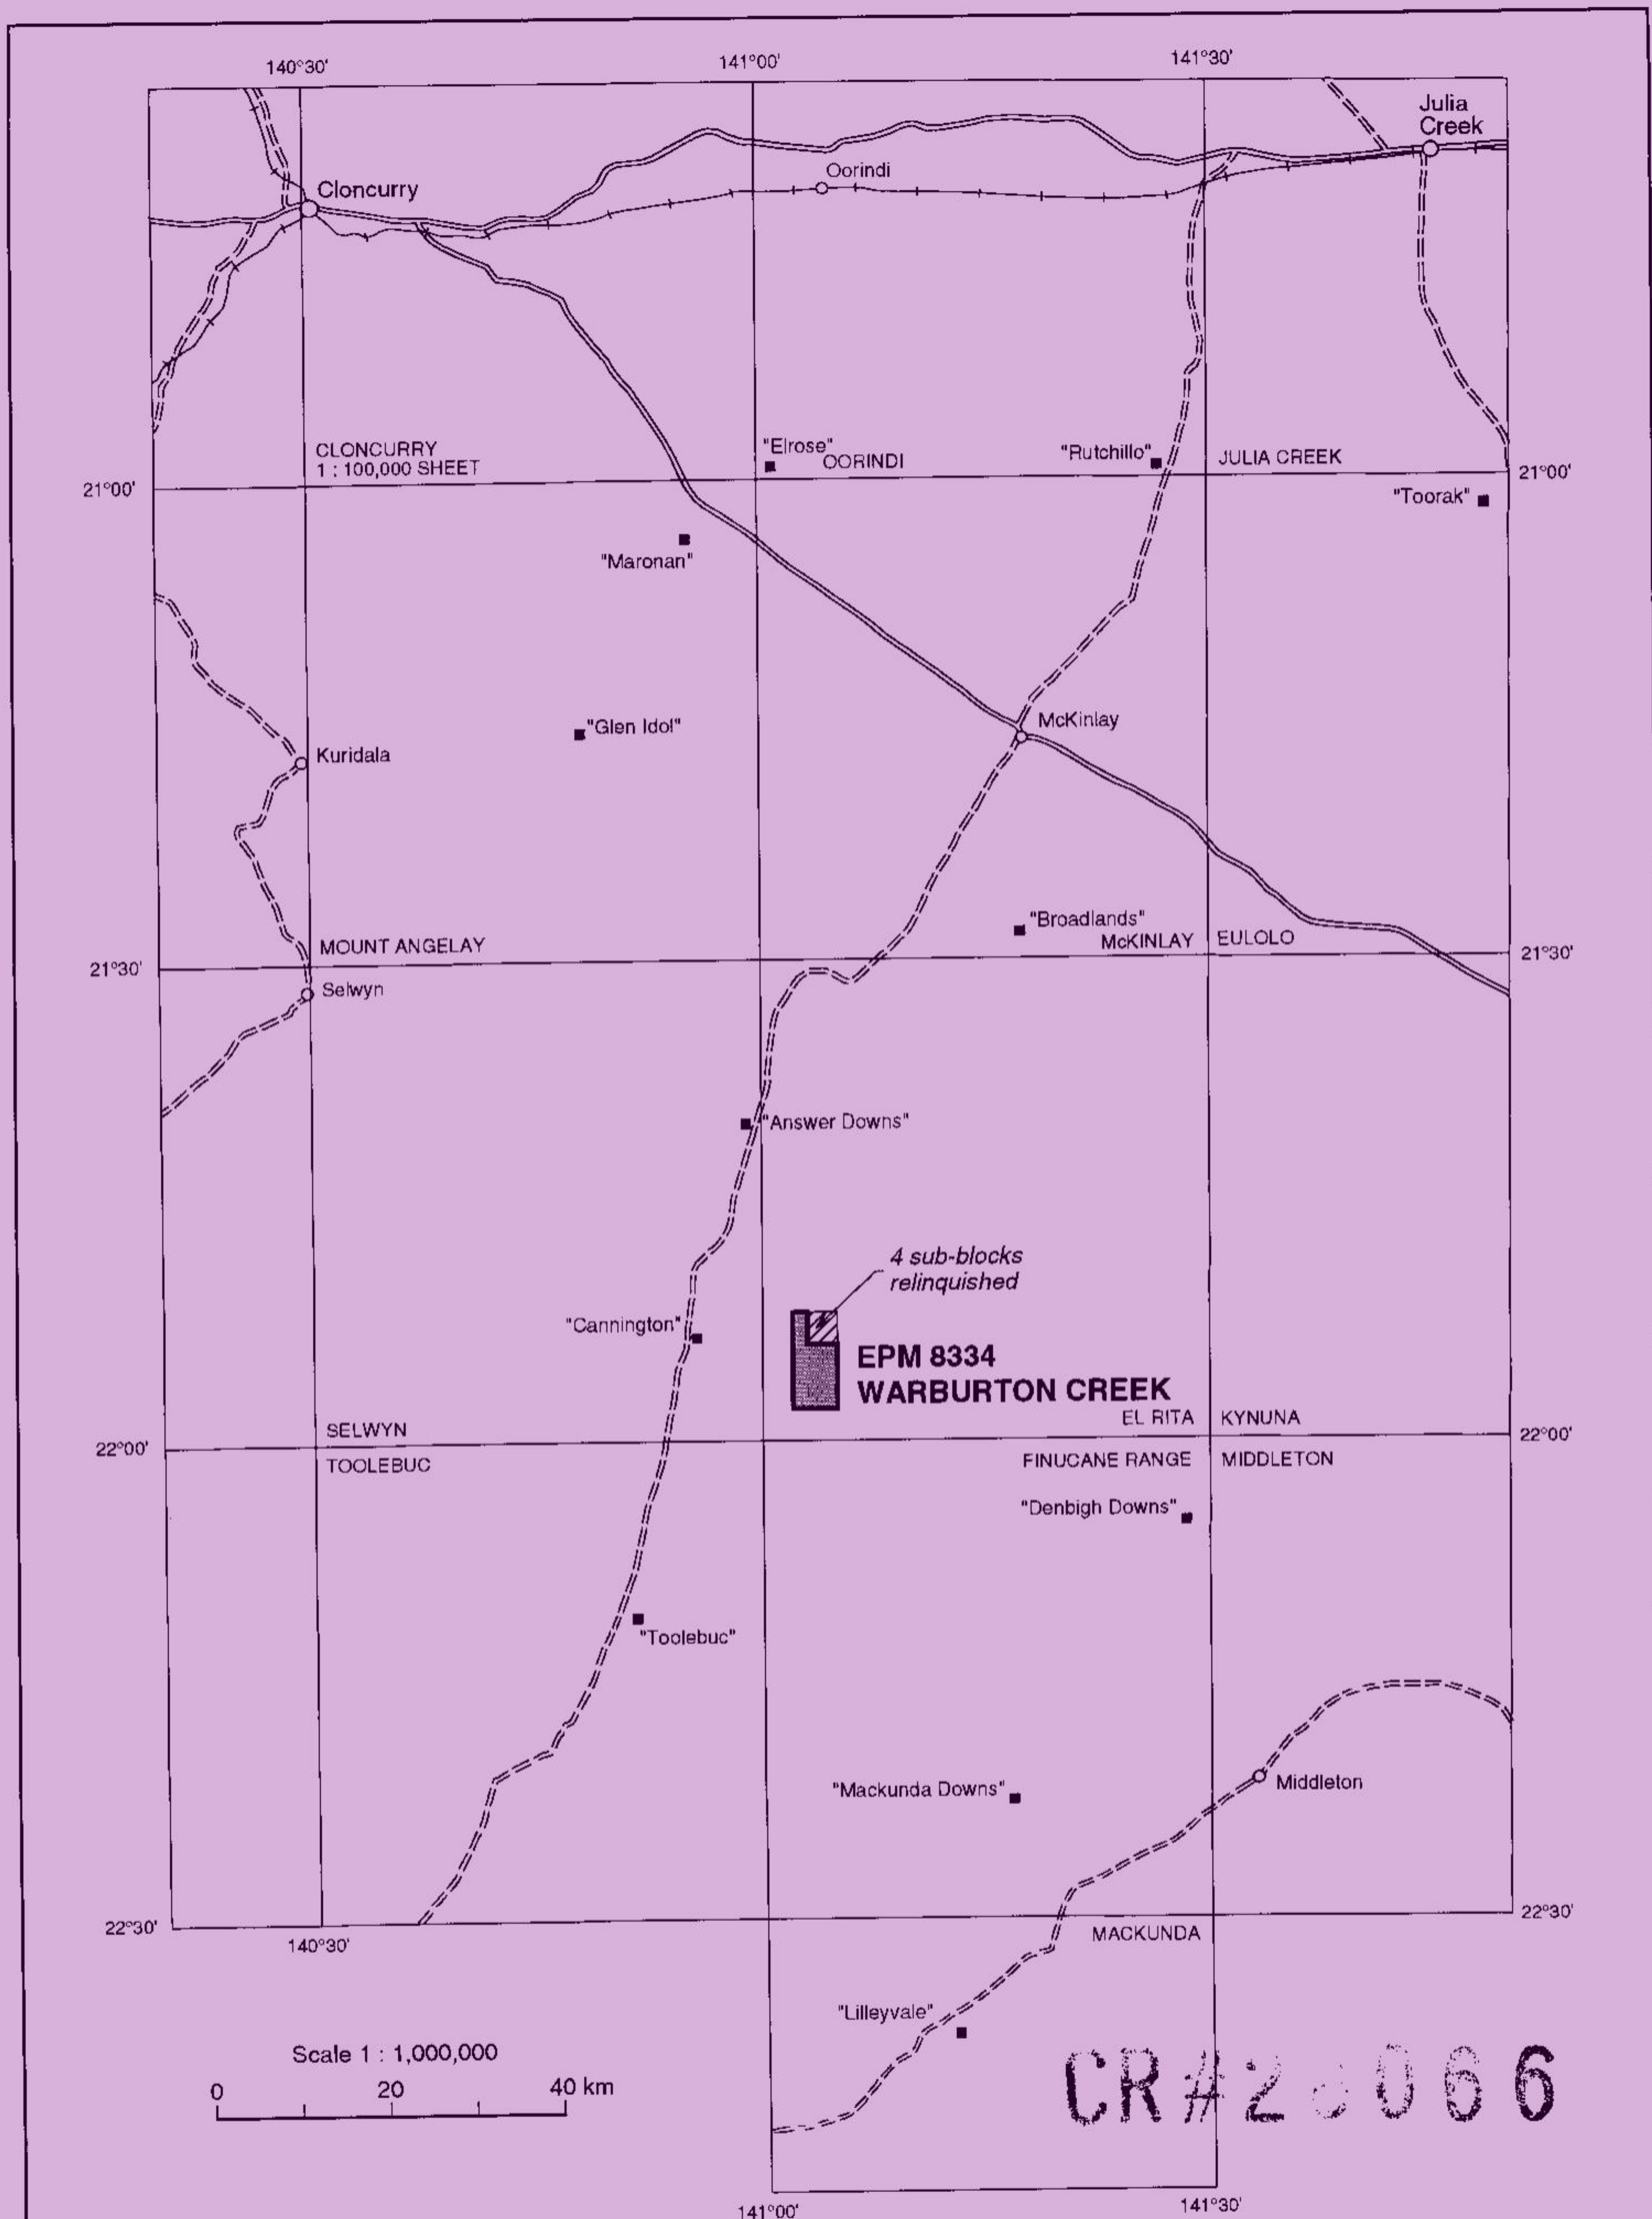 140°30'
141°00'
141°30'
Julia
Creek
Oorindi
Cloncurry
CLONCURRY
1 : 100,000 SHEET
"Elrose"
OORINDI
"Rutchillo"
JULIA CREEK
21°00'
21°00'
"Toorak"
"Maronan"
"Glen Idol"
McKinlay
Kuridala
"Broadlands"
MOUNT ANGELAY
McKINLAY
EULOLO
21°30'
21°30'
Selwyn
"Answer Downs"
4 sub-blocks
relinquished
"Cannington"
EPM 8334
WARBURTON CREEK
SELWYN
EL RITA
KYNUNA
22°00'
22°00'
TOOLEBUC
FINUCANE RANGE
MIDDLETON
"Denbigh Downs"
"Toolebuc"
"Mackunda Downs"
Middleton
22°30'
22°30'
140°30'
MACKUNDA
"Lilleyvale"
Scale 1 : 1,000,000
0 20 40 km
141°00'
141°30'